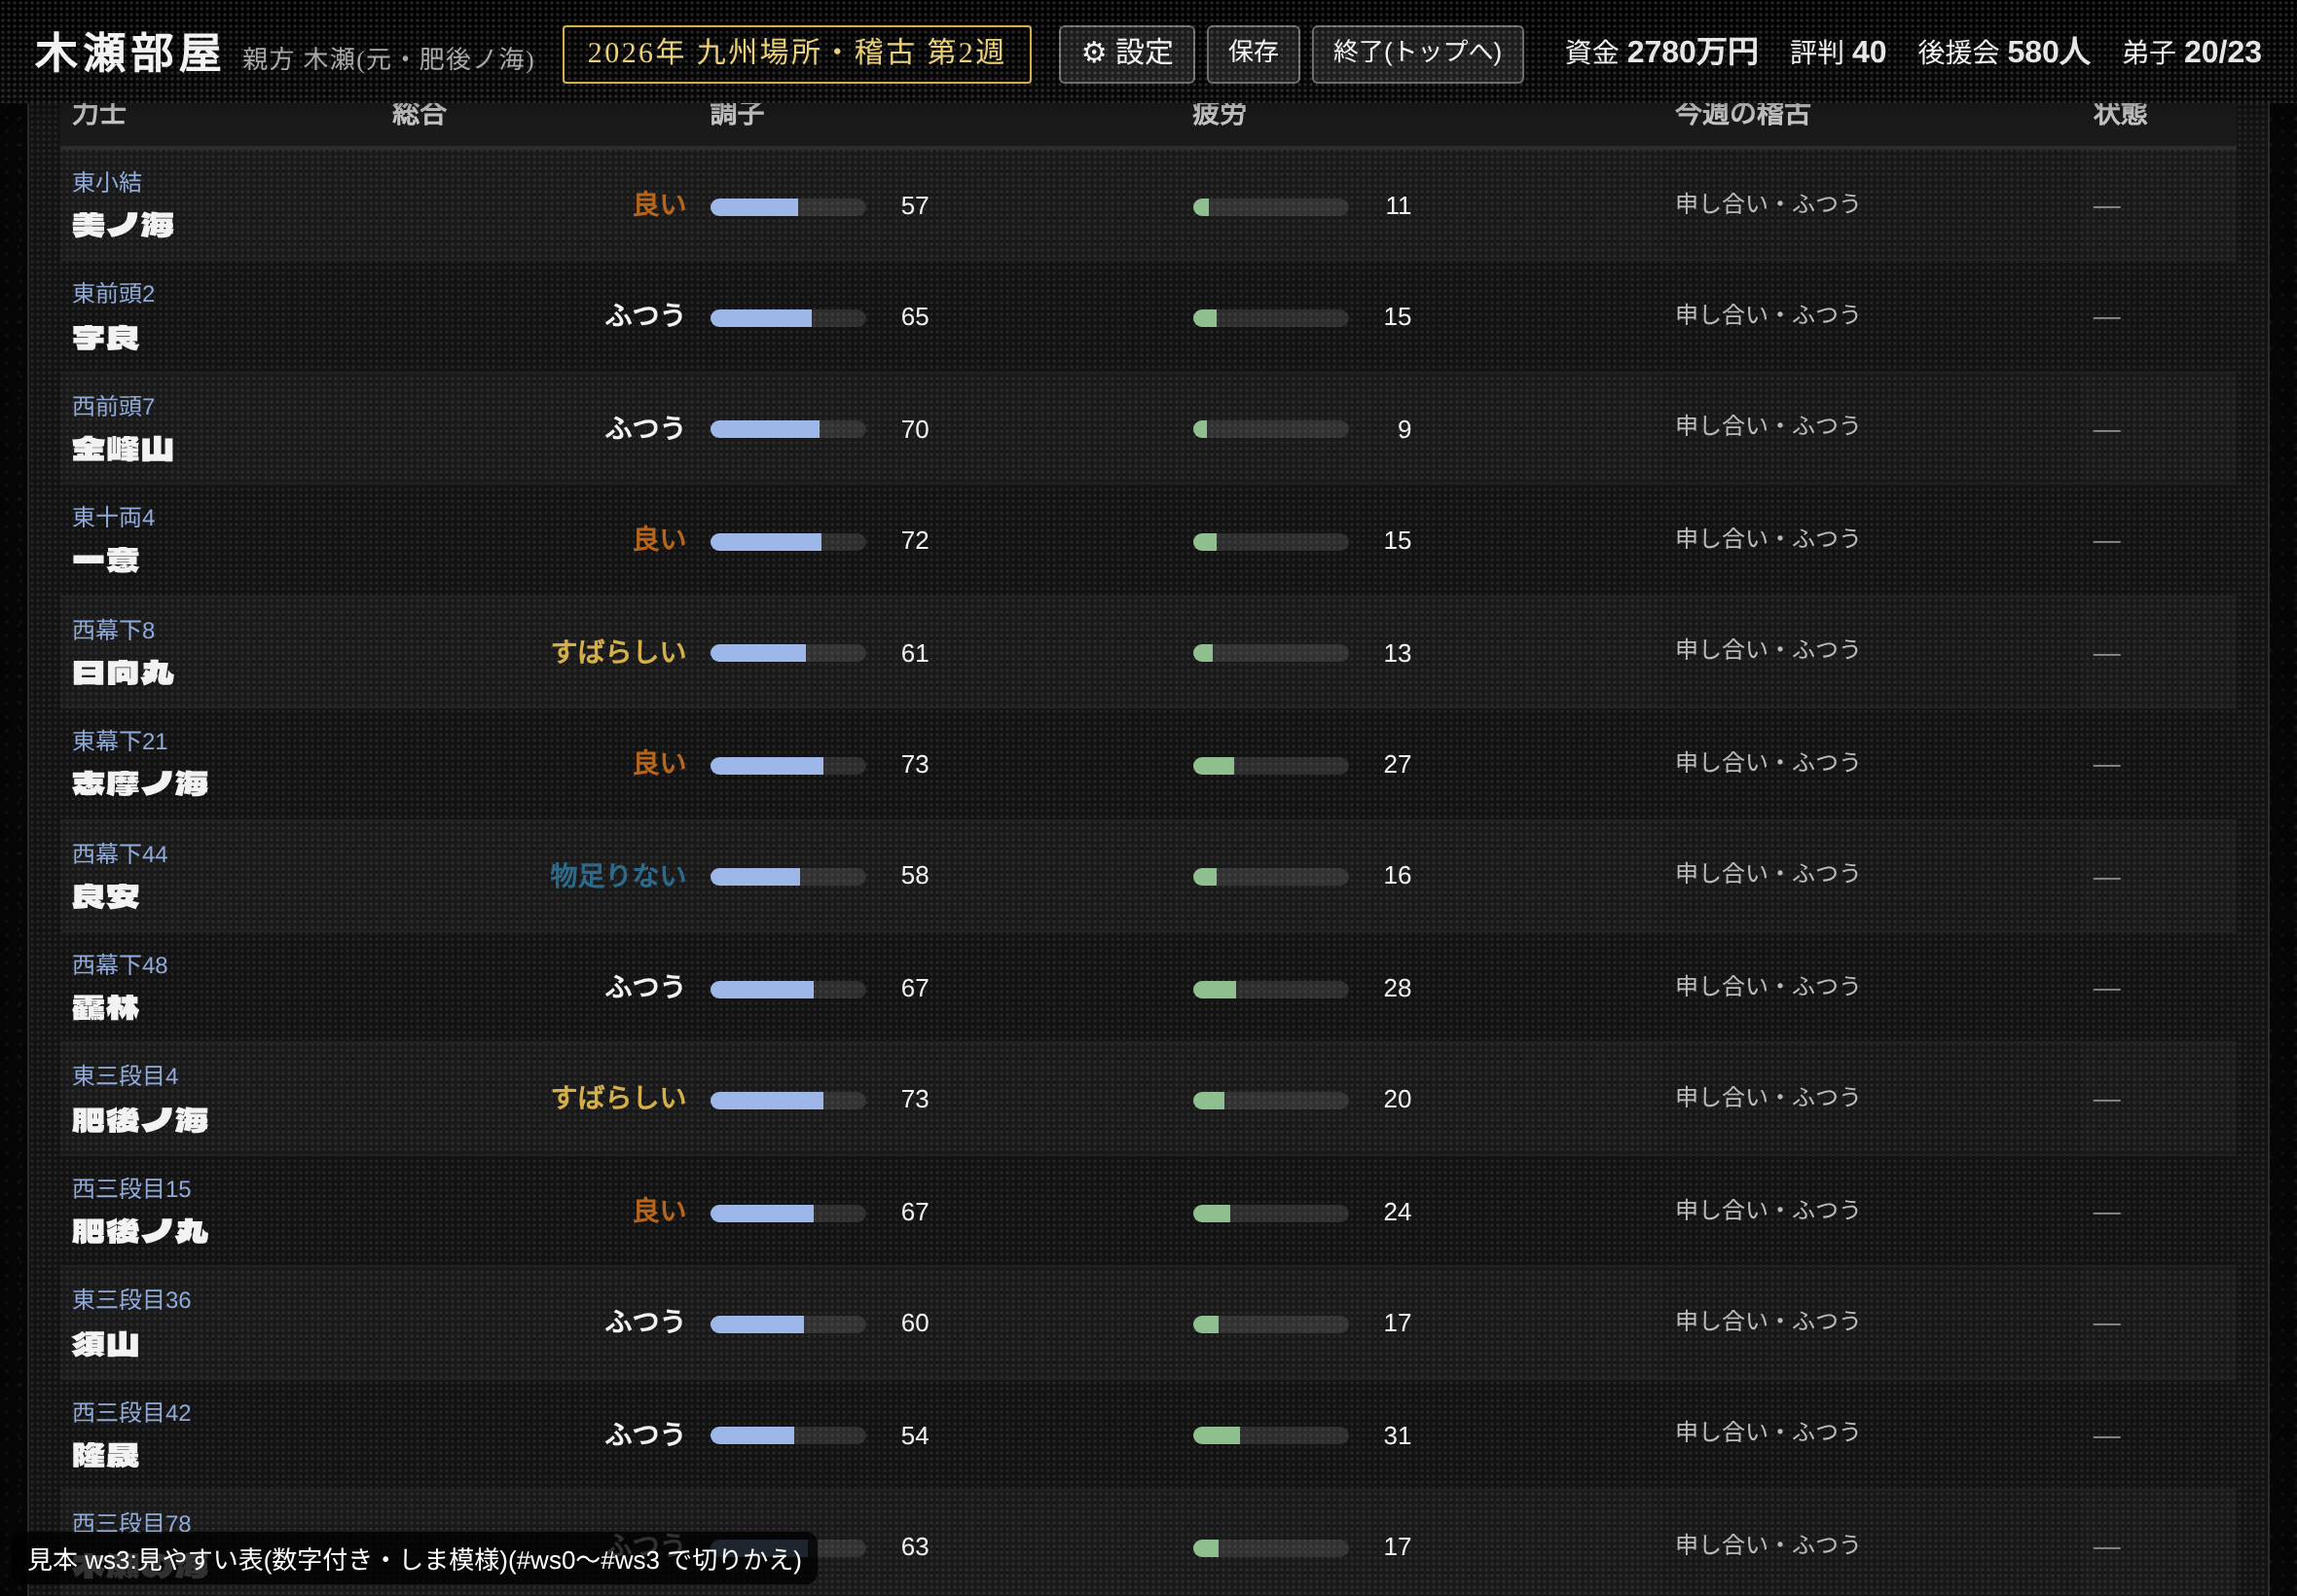 木瀬部屋 親方 木瀬(元・肥後ノ海) 2026年 九州場所・稽古 第2週 ⚙ 設定 保存 終了(トップへ) 資金 2780万円 評判 40 後援会 580人 弟子 20/23
力士 総合 調子 疲労 今週の稽古 状態
東小結
美ノ海 良い 57 11 申し合い・ふつう —
東前頭2
宇良 ふつう 65 15 申し合い・ふつう —
西前頭7
金峰山 ふつう 70 9 申し合い・ふつう —
東十両4
一意 良い 72 15 申し合い・ふつう —
西幕下8
日向丸 すばらしい 61 13 申し合い・ふつう —
東幕下21
志摩ノ海 良い 73 27 申し合い・ふつう —
西幕下44
良安 物足りない 58 16 申し合い・ふつう —
西幕下48
靏林 ふつう 67 28 申し合い・ふつう —
東三段目4
肥後ノ海 すばらしい 73 20 申し合い・ふつう —
西三段目15
肥後ノ丸 良い 67 24 申し合い・ふつう —
東三段目36
須山 ふつう 60 17 申し合い・ふつう —
西三段目42
隆晟 ふつう 54 31 申し合い・ふつう —
西三段目78
ふつう 63 17 申し合い・ふつう —
見本 ws3:見やすい表(数字付き・しま模様)(#ws0〜#ws3 で切りかえ)